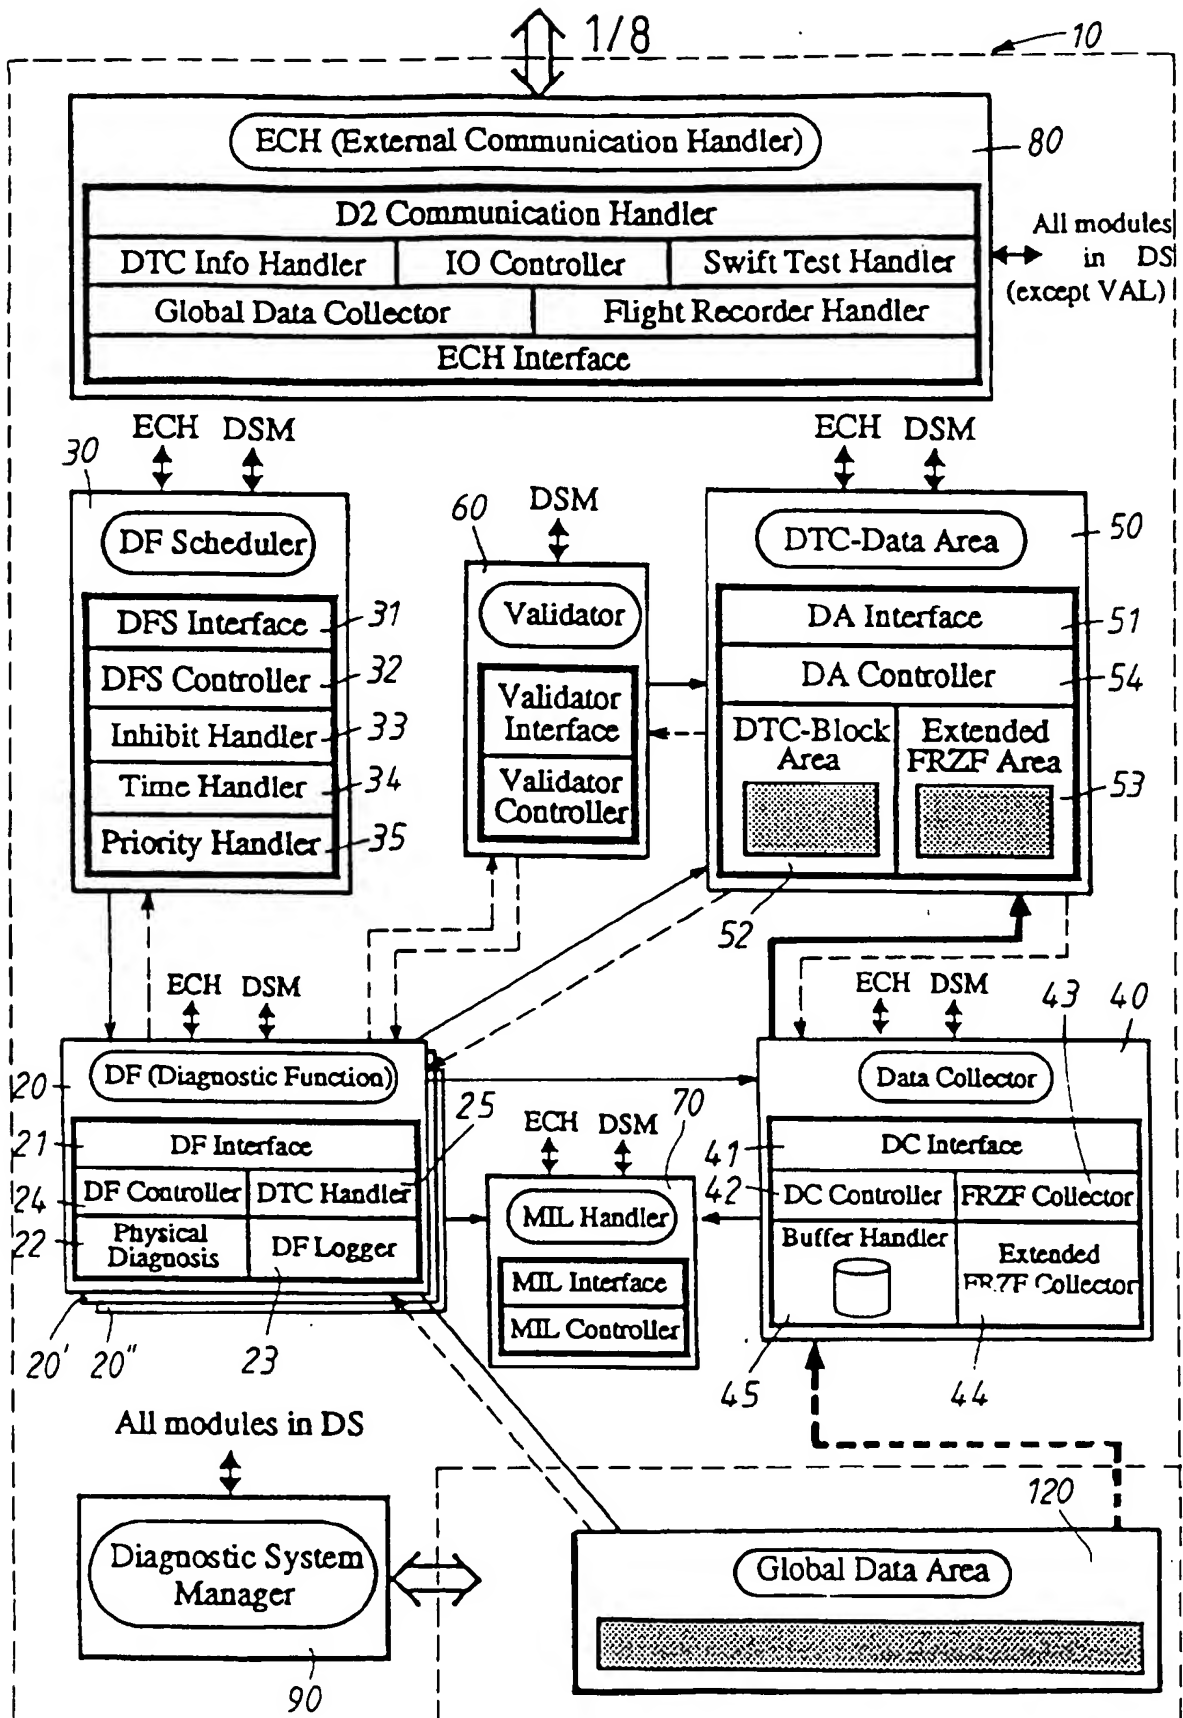 1/8
10
ECH (External Communication Handler)
80
D2 Communication Handler
DTC Info Handler
IO Controller
Swift Test Handler
All modules
in DS
(except VAL)
Global Data Collector
Flight Recorder Handler
ECH Interface
ECH DSM
ECH DSM
30
60
DSM
50
DF Scheduler
DTC-Data Area
DFS Interface
31
Validator
DA Interface
51
DFS Controller
32
DA Controller
54
Validator
Interface
Inhibit Handler
33
DTC-Block
Area
Extended
FRZF Area
Time Handler
34
Validator
Controller
53
Priority Handler
35
52
ECH DSM
ECH DSM
43
40
20
DF (Diagnostic Function)
Data Collector
25
70
ECH DSM
21
DF Interface
41
DC Interface
24
DF Controller
DTC Handler
42
DC Controller
FRZF Collector
22
Physical
Diagnosis
DF Logger
MIL Handler
Buffer Handler
Extended
FRZF Collector
MIL Interface
MIL Controller
20'
20"
23
45
44
All modules in DS
120
Diagnostic System
Manager
Global Data Area
90